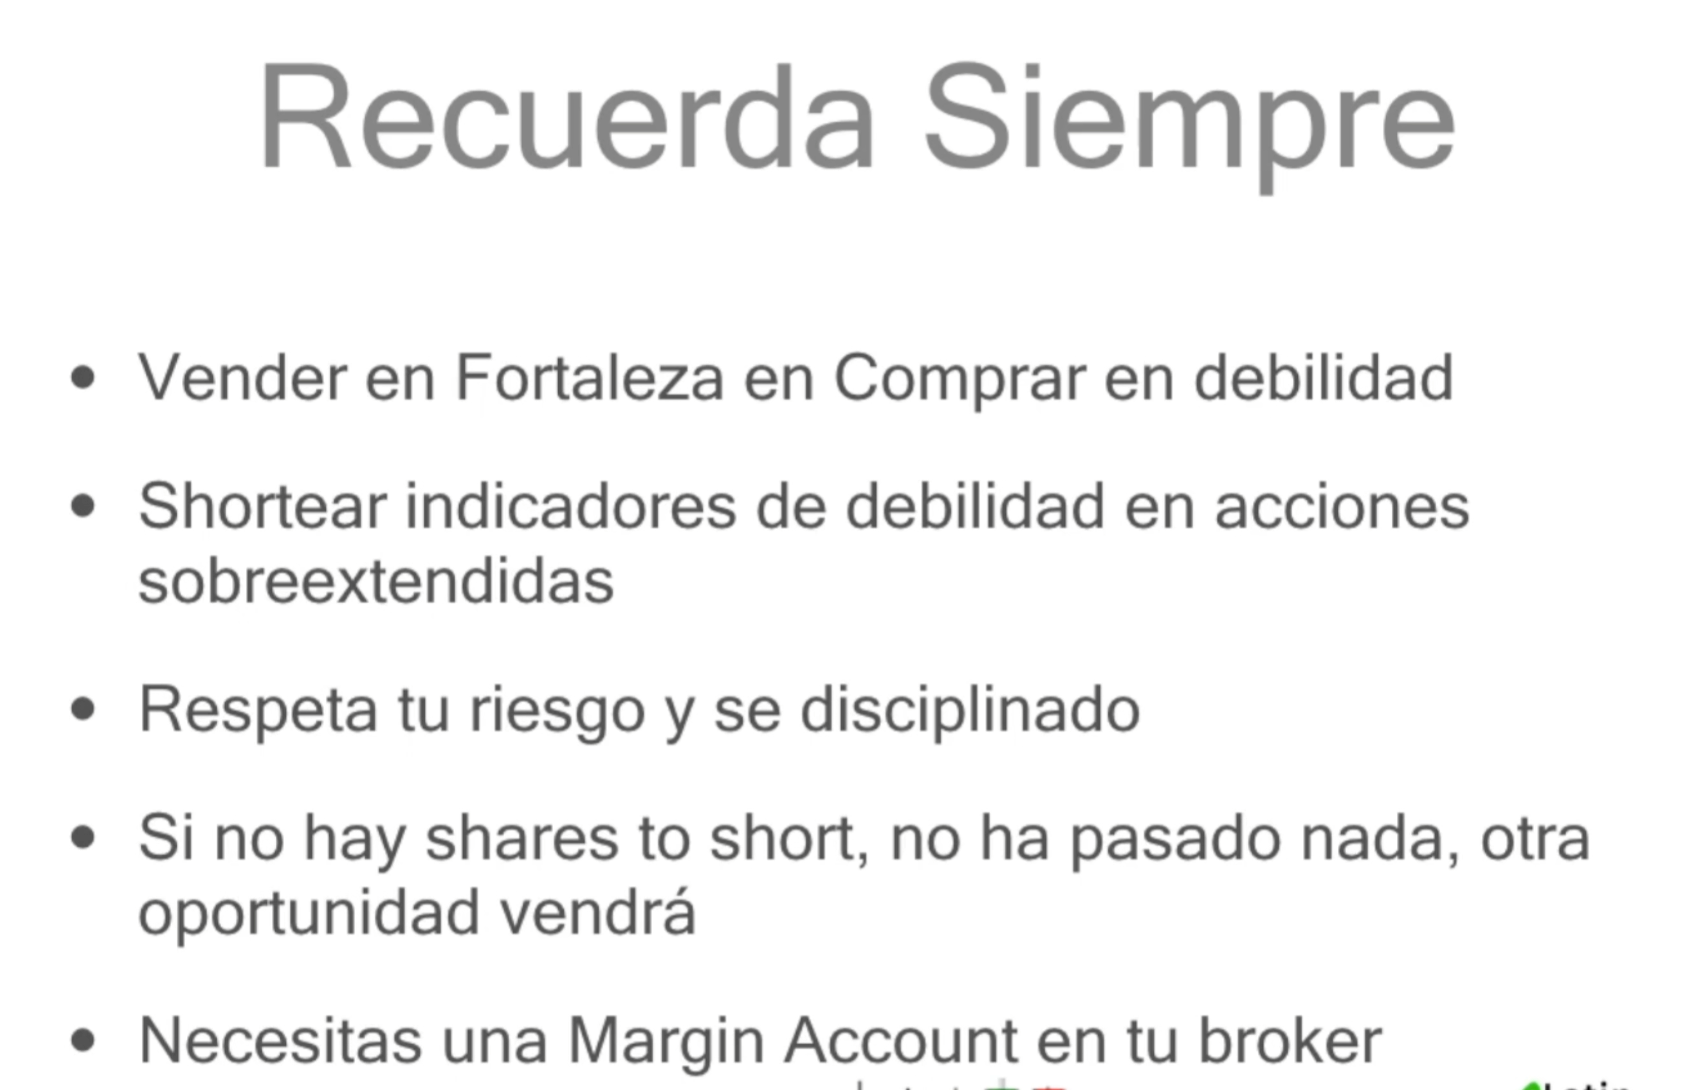 Recuerda Siempre
• Vender en Fortaleza en Comprar en debilidad
• Shortear indicadores de debilidad en acciones
sobreextendidas
• Respeta tu riesgo y se disciplinado
• Si no hay shares to short, no ha pasado nada, otra
oportunidad vendrá
• Necesitas una Margin Account en tu broker